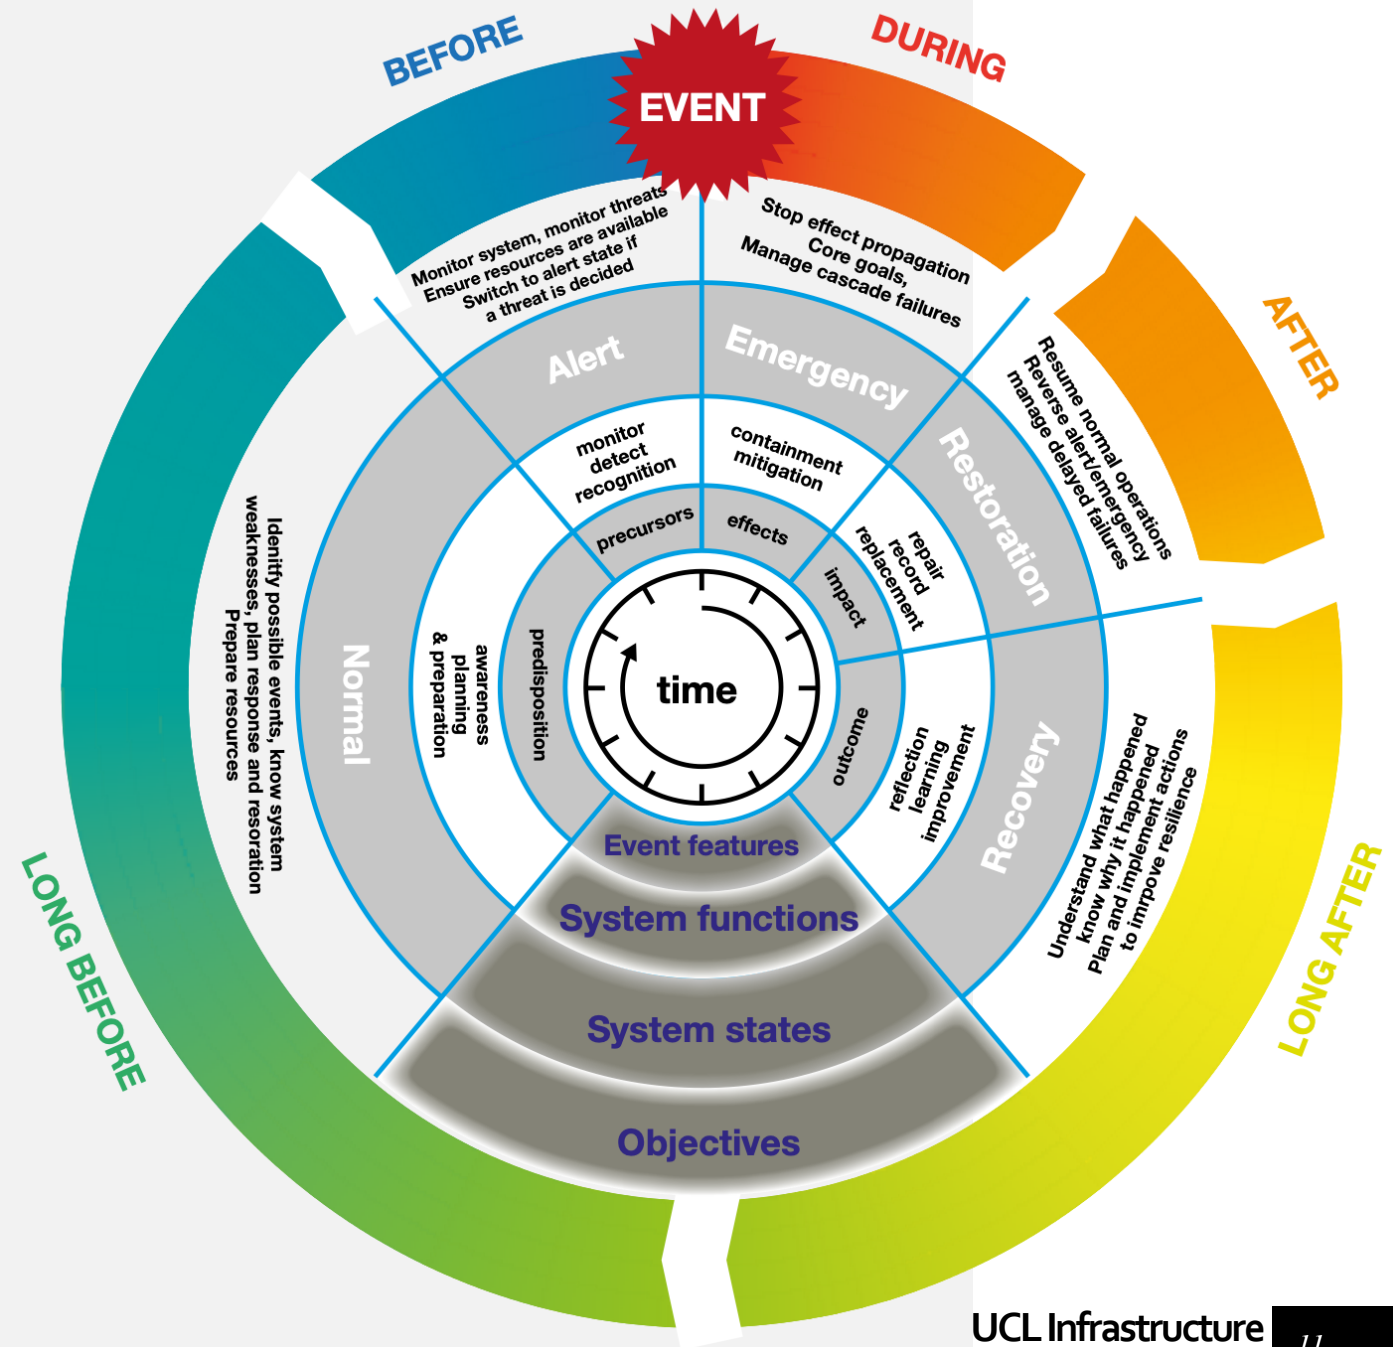 BEFORE
EVENT
DURING
AFTER
LONG AFTER
LONG BEFORE
Monitor system, monitor threats
Ensure resources are available
Switch to alert state if
a threat is decided
Stop effect propagation
Core goals,
Manage cascade failures
Resume normal operations
Reverse alert/emergency
manage delayed failures
Understand what happened
know why it happened
Plan and implement actions
to imrpove resilience
Idenitfy possible events, know system
weaknesses, plan response and resoration
Prepare resources
Alert
Emergency
Restoration
Recovery
Normal
monitor
detect
recognition
containment
mitigation
repair
record
replacement
reflection
learning
improvement
awareness
planning
& preparation
precursors
effects
impact
outcome
predisposition
time
Event features
System functions
System states
Objectives
UCL Infrastructure
11